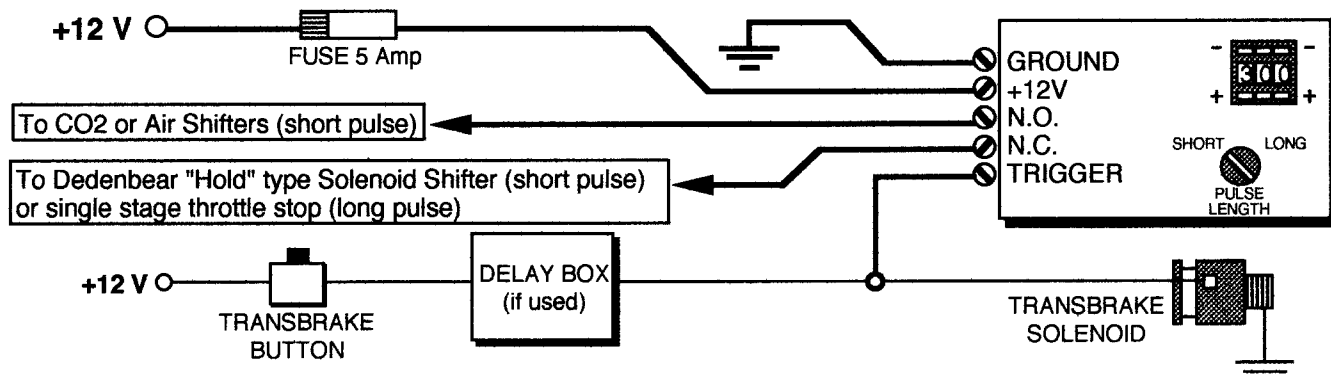 +12 V
FUSE 5 Amp
GROUND
+12V
N.O.
N.C.
TRIGGER
- -
300
+ +
SHORT LONG
PULSE
LENGTH
To CO2 or Air Shifters (short pulse)
To Dedenbear "Hold" type Solenoid Shifter (short pulse)
or single stage throttle stop (long pulse)
+12 V
TRANSBRAKE
BUTTON
DELAY BOX
(if used)
TRANSBRAKE
SOLENOID